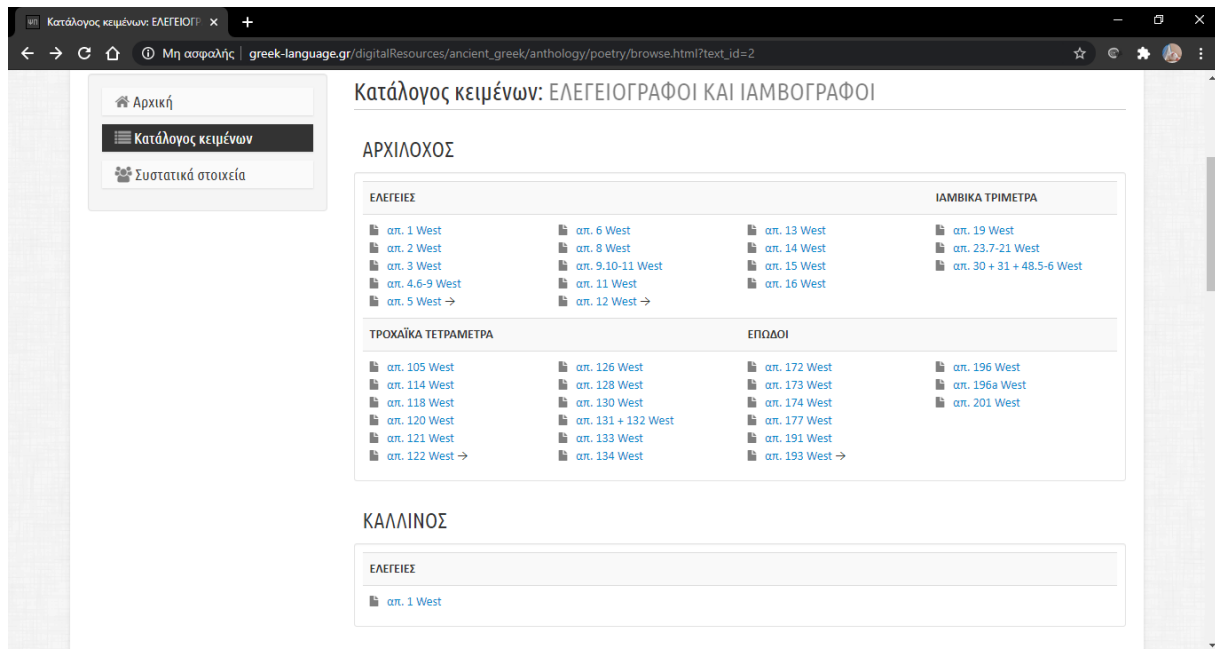 Κατάλογος κειμένων: ΕΛΕΓΕΙΟΓΡ
Μη ασφαλής | greek-language.gr/digitalResources/ancient_greek/anthology/poetry/browse.html?text_id=2
Αρχική
Κατάλογος κειμένων
Συστατικά στοιχεία
Κατάλογος κειμένων: ΕΛΕΓΕΙΟΓΡΑΦΟΙ ΚΑΙ ΙΑΜΒΟΓΡΑΦΟΙ
ΑΡΧΙΛΟΧΟΣ
ΕΛΕΓΕΙΕΣ ΙΑΜΒΙΚΑ ΤΡΙΜΕΤΡΑ
απ. 1 West απ. 6 West απ. 13 West απ. 19 West
απ. 2 West απ. 8 West απ. 14 West απ. 23.7-21 West
απ. 3 West απ. 9.10-11 West απ. 15 West απ. 30 + 31 + 48.5-6 West
απ. 4.6-9 West απ. 11 West απ. 16 West
απ. 5 West → απ. 12 West →
ΤΡΟΧΑΪΚΑ ΤΕΤΡΑΜΕΤΡΑ ΕΠΩΔΟΙ
απ. 105 West απ. 126 West απ. 172 West απ. 196 West
απ. 114 West απ. 128 West απ. 173 West απ. 196a West
απ. 118 West απ. 130 West απ. 174 West απ. 201 West
απ. 120 West απ. 131 + 132 West απ. 177 West
απ. 121 West απ. 133 West απ. 191 West
απ. 122 West → απ. 134 West απ. 193 West →
ΚΑΛΛΙΝΟΣ
ΕΛΕΓΕΙΕΣ
απ. 1 West